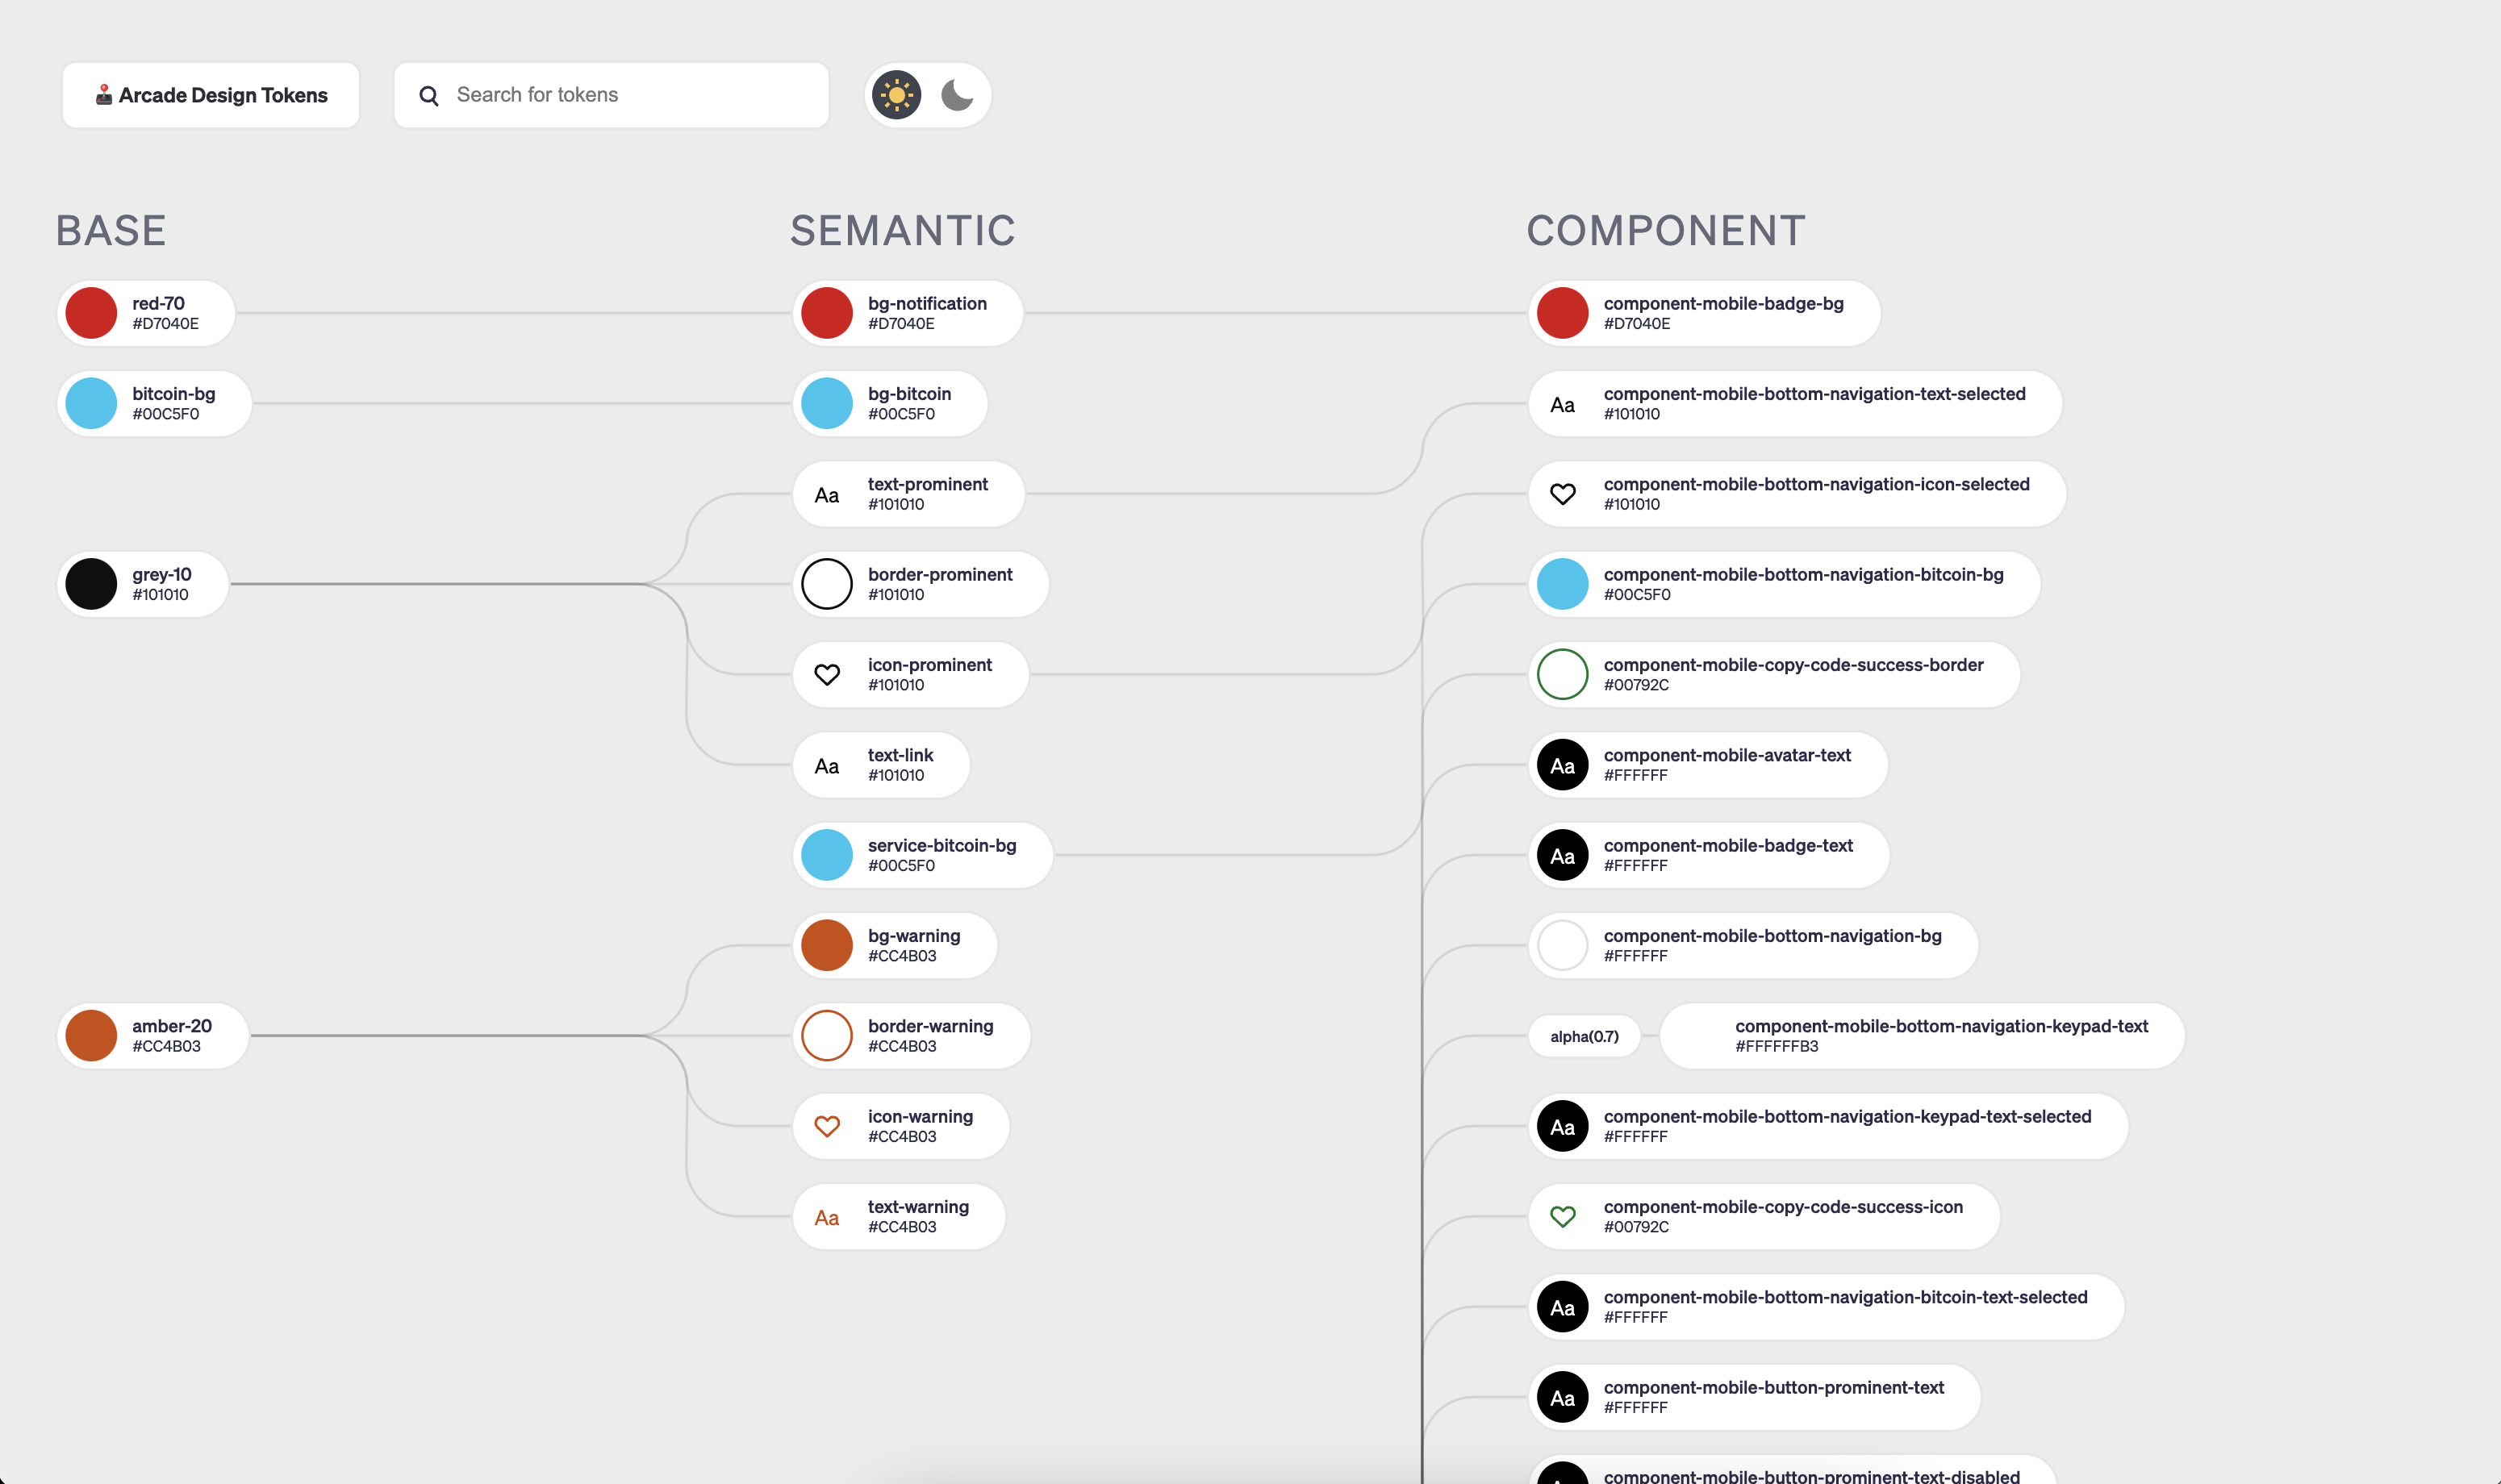 Arcade Design Tokens
Search for tokens
BASE
SEMANTIC
COMPONENT
red-70
#D7040E
bitcoin-bg
#00C5F0
grey-10
#101010
amber-20
#CC4B03
bg-notification
#D7040E
bg-bitcoin
#00C5F0
Aa
text-prominent
#101010
border-prominent
#101010
icon-prominent
#101010
Aa
text-link
#101010
service-bitcoin-bg
#00C5F0
bg-warning
#CC4B03
border-warning
#CC4B03
icon-warning
#CC4B03
Aa
text-warning
#CC4B03
component-mobile-badge-bg
#D7040E
Aa
component-mobile-bottom-navigation-text-selected
#101010
component-mobile-bottom-navigation-icon-selected
#101010
component-mobile-bottom-navigation-bitcoin-bg
#00C5F0
component-mobile-copy-code-success-border
#00792C
Aa
component-mobile-avatar-text
#FFFFFF
Aa
component-mobile-badge-text
#FFFFFF
component-mobile-bottom-navigation-bg
#FFFFFF
alpha(0.7)
component-mobile-bottom-navigation-keypad-text
#FFFFFFB3
Aa
component-mobile-bottom-navigation-keypad-text-selected
#FFFFFF
component-mobile-copy-code-success-icon
#00792C
Aa
component-mobile-bottom-navigation-bitcoin-text-selected
#FFFFFF
Aa
component-mobile-button-prominent-text
#FFFFFF
component-mobile-button-prominent-text-disabled